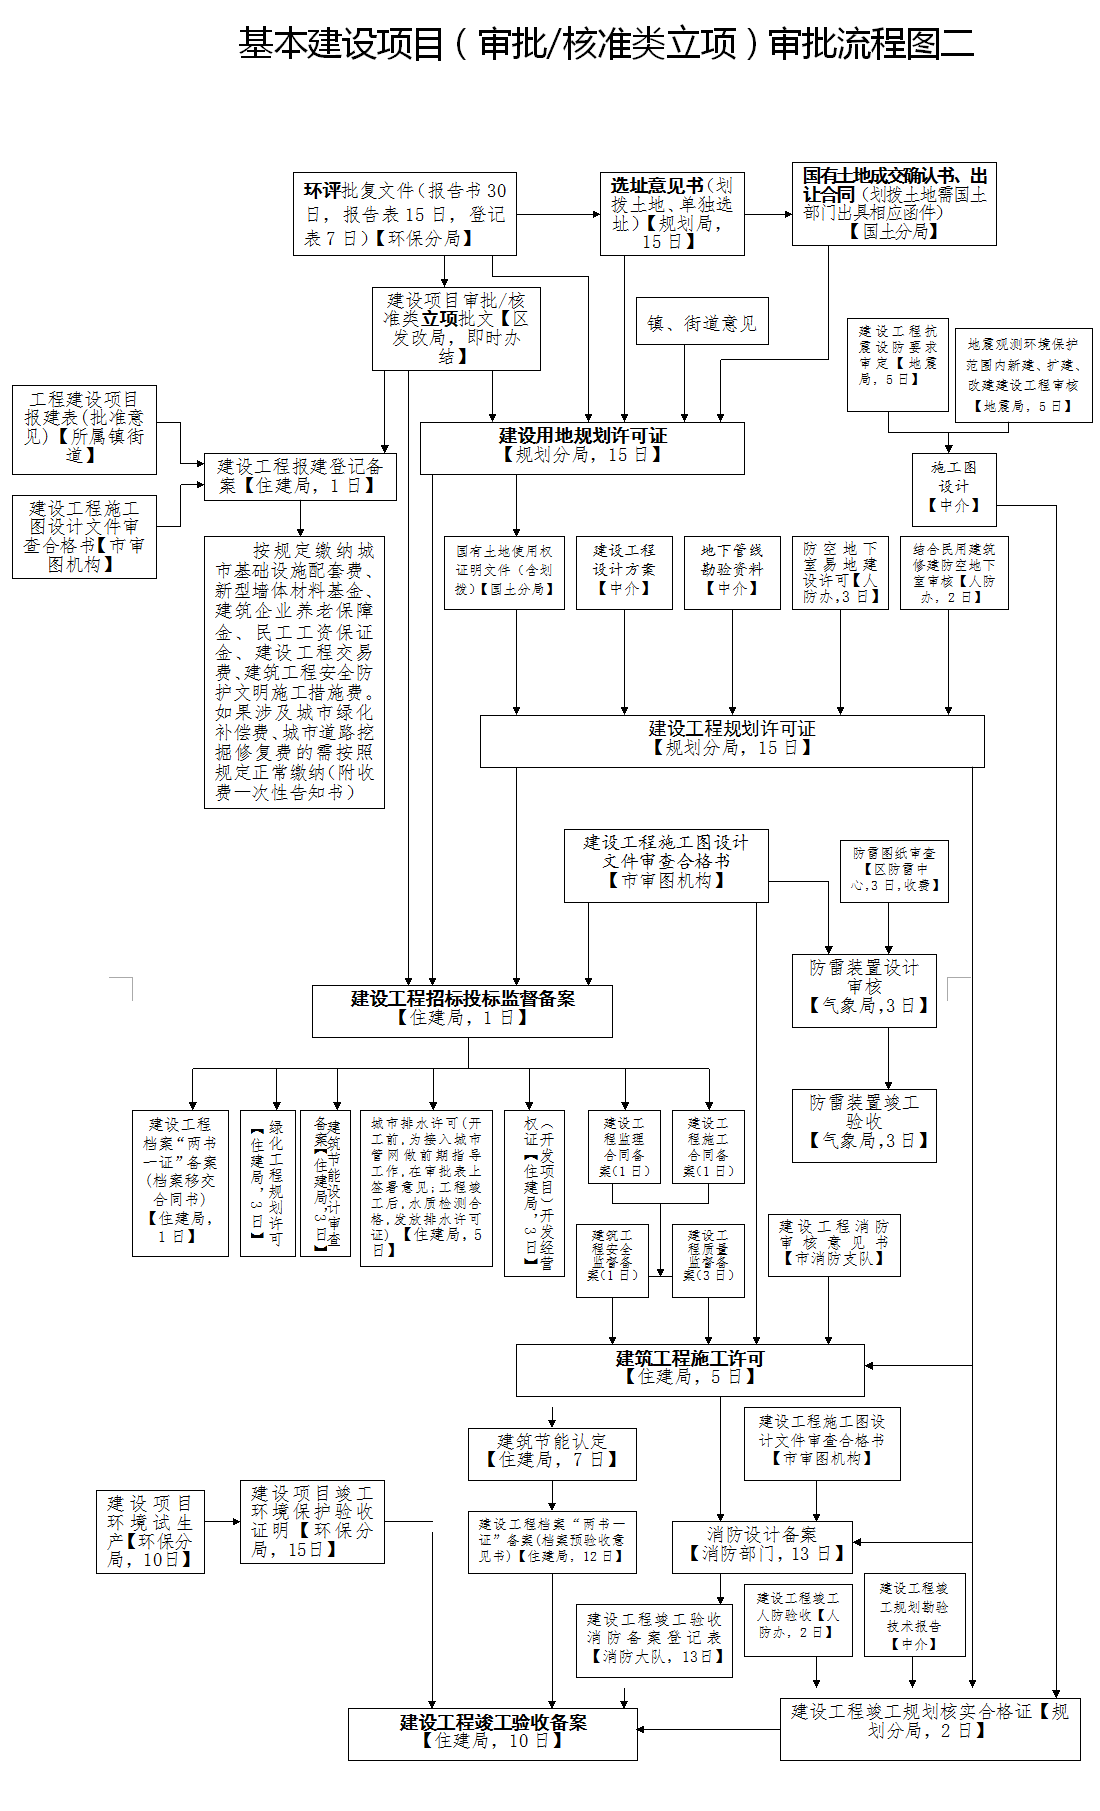 基本建设项目（审批/核准类立项）审批流程图二
环评批复文件（报告书 30
日，报告表 15 日，登记
表 7 日）【环保分局】
选址意见书（划
拨土地、单独选
址）【规划局，
15 日】
国有土地成交确认书、出
让合同（划拨土地需国土
部门出具相应函件）
【国土分局】
建设项目审批/核
准类立项批文【区
发改局，即时办
结】
镇、街道意见
建设工程抗
震设防要求
审定【地震
局，5日】
地震观测环境保护
范围内新建、扩建、
改建建设工程审核
【地震局，5日】
工程建设项目
报建表(批准意
见)【所属镇街
道】
建设工程报建登记备
案【住建局，1 日】
建设用地规划许可证
【规划分局，15 日】
施工图
设计
【中介】
建设工程施工
图设计文件审
查合格书【市审
图机构】
按规定缴纳城
市基础设施配套费、
新型墙体材料基金、
建筑企业养老保障
金、民工工资保证
金、建设工程交易
费、建筑工程安全防
护文明施工措施费。
如果涉及城市绿化
补偿费、城市道路挖
掘修复费的需按照
规定正常缴纳（附收
费一次性告知书）
国有土地使用权
证明文件（含划
拨）【国土分局】
建设工程
设计方案
【中介】
地下管线
勘验资料
【中介】
防空地下
室易地建
设许可【人
防办,3日】
结合民用建筑
修建防空地下
室审核【人防
办，2日】
建设工程规划许可证
【规划分局，15 日】
建设工程施工图设计
文件审查合格书
【市审图机构】
防雷图纸审查
【区防雷中
心,3日,收费】
防雷装置设计
审核
【气象局,3日】
建设工程招标投标监督备案
【住建局，1 日】
防雷装置竣工
验收
【气象局,3日】
建设工程
档案“两书
一证”备案
(档案移交
合同书)
【住建局，
1 日】
绿化工程规划许可
【住建局，3日】
建筑节能设计审查
备案【住建局，3日】
城市排水许可(开
工前,为接入城市
管网做前期指导
工作,在审批表上
签署意见;工程竣
工后,水质检测合
格,发放排水许可
证)【住建局，5
日】
（开发项目）开发经营
权证【住建局，3日】
建设工
程监理
合同备
案(1日)
建设工
程施工
合同备
案(1日)
建筑工
程安全
监督备
案(1日)
建设工
程质量
监督备
案(3日)
建设工程消防
审核意见书
【市消防支队】
建筑工程施工许可
【住建局，5 日】
建筑节能认定
【住建局，7 日】
建设工程施工图设
计文件审查合格书
【市审图机构】
建设项目
环境试生
产【环保分
局，10日】
建设项目竣工
环境保护验收
证明【环保分
局，15日】
建设工程档案“两书一
证”备案(档案预验收意
见书)【住建局，12日】
消防设计备案
【消防部门，13 日】
建设工程竣工验收
消防备案登记表
【消防大队，13日】
建设工程竣工
人防验收【人
防办，2日】
建设工程竣
工规划勘验
技术报告
【中介】
建设工程竣工验收备案
【住建局，10 日】
建设工程竣工规划核实合格证【规
划分局，2 日】